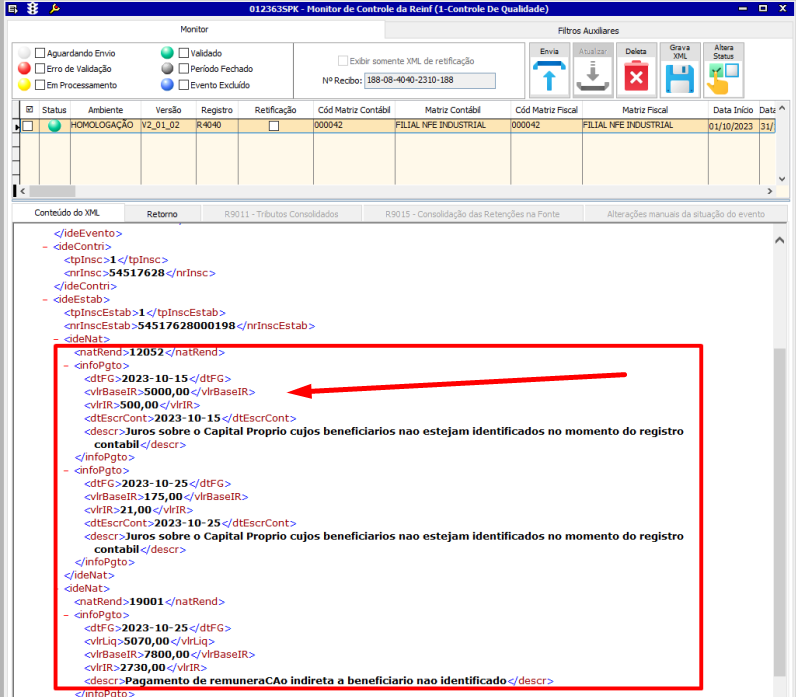 012363SPK - Monitor de Controle da Reinf (1-Controle De Qualidade)
Monitor
Filtros Auxiliares
Aguardando Envio
Validado
Erro de Validação
Período Fechado
Em Processamento
Evento Excluído
Exibir somente XML de retificação
Nº Recibo: 188-08-4040-2310-188
Envia
Atualizar
Deleta
Grava XML
Altera Status
Status Ambiente Versão Registro Retificação Cód Matriz Contábil Matriz Contábil Cód Matriz Fiscal Matriz Fiscal Data Início Data
HOMOLOGAÇÃO V2_01_02 R4040 000042 FILIAL NFE INDUSTRIAL 000042 FILIAL NFE INDUSTRIAL 01/10/2023 31/
Conteúdo do XML
Retorno
R9011 - Tributos Consolidados
R9015 - Consolidação das Retenções na Fonte
Alterações manuais da situação do evento
</ideEvento>
- <ideContri>
<tpInsc>1</tpInsc>
<nrInsc>54517628</nrInsc>
</ideContri>
- <ideEstab>
<tpInscEstab>1</tpInscEstab>
<nrInscEstab>54517628000198</nrInscEstab>
- <ideNat>
<natRend>12052</natRend>
- <infoPgto>
<dtFG>2023-10-15</dtFG>
<vlrBaseIR>5000,00</vlrBaseIR>
<vlrIR>500,00</vlrIR>
<dtEscrCont>2023-10-15</dtEscrCont>
<descr>Juros sobre o Capital Proprio cujos beneficiarios nao estejam identificados no momento do registro
contabil</descr>
</infoPgto>
- <infoPgto>
<dtFG>2023-10-25</dtFG>
<vlrBaseIR>175,00</vlrBaseIR>
<vlrIR>21,00</vlrIR>
<dtEscrCont>2023-10-25</dtEscrCont>
<descr>Juros sobre o Capital Proprio cujos beneficiarios nao estejam identificados no momento do registro
contabil</descr>
</infoPgto>
</ideNat>
- <ideNat>
<natRend>19001</natRend>
- <infoPgto>
<dtFG>2023-10-25</dtFG>
<vlrLiq>5070,00</vlrLiq>
<vlrBaseIR>7800,00</vlrBaseIR>
<vlrIR>2730,00</vlrIR>
<descr>Pagamento de remuneraCAo indireta a beneficiario nao identificado</descr>
</infoPgto>